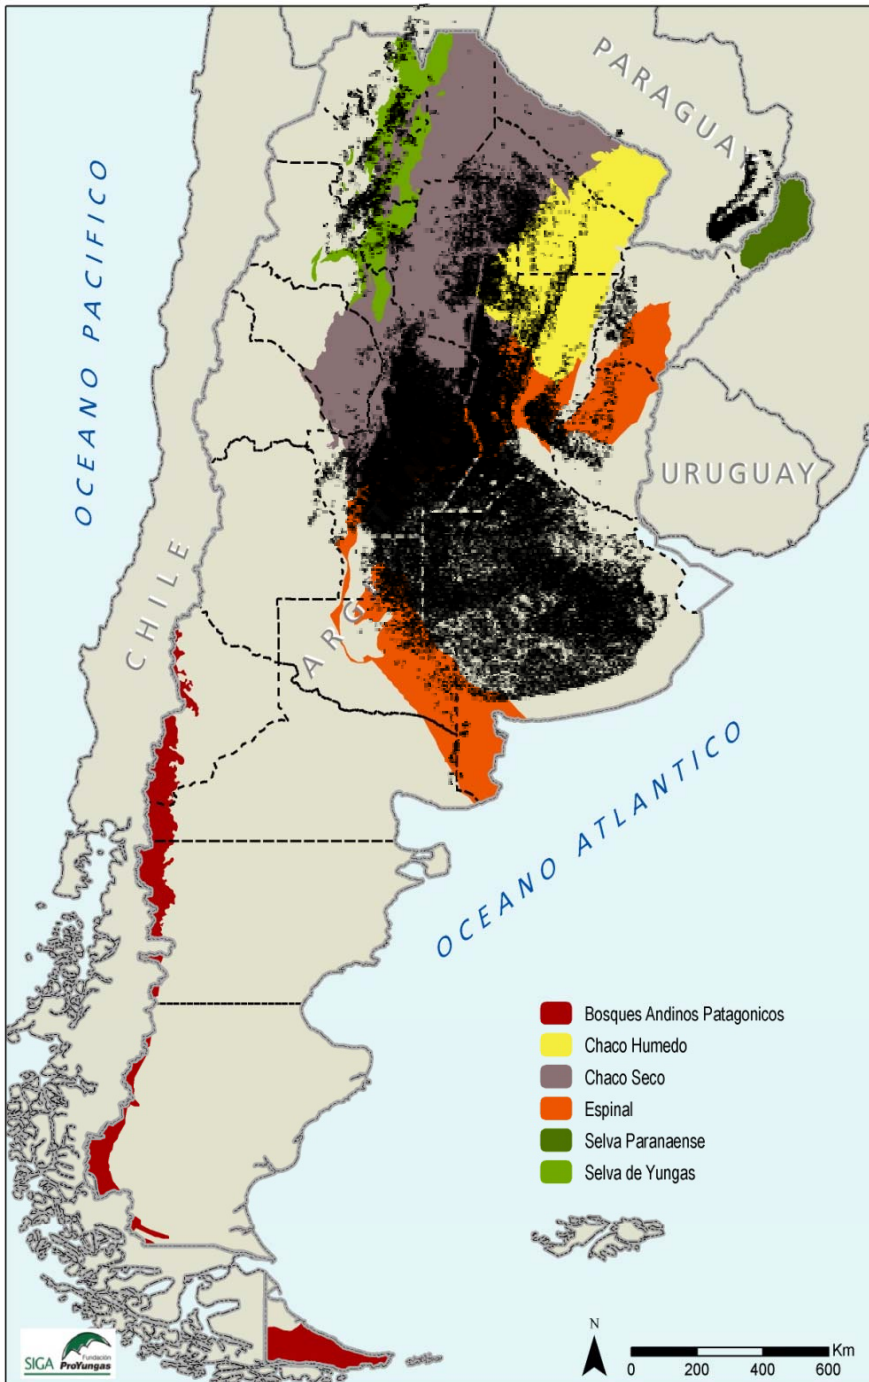 PARAGUAY
OCEANO PACIFICO
URUGUAY
CHILE
ARG
OCEANO ATLANTICO
Bosques Andinos Patagonicos
Chaco Humedo
Chaco Seco
Espinal
Selva Paranaense
Selva de Yungas
N
Km
0 200 400 600
Fundación
SIGA ProYungas